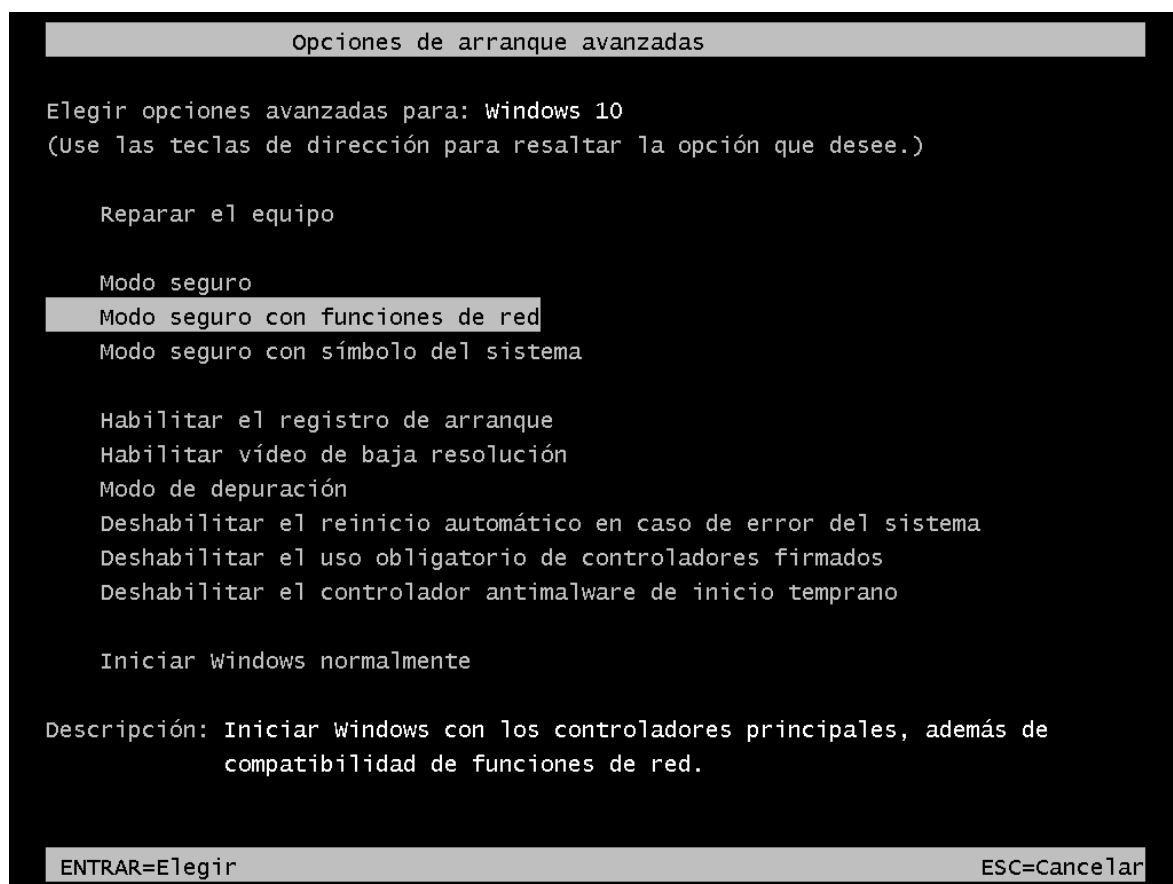 Opciones de arranque avanzadas
Elegir opciones avanzadas para: Windows 10
(Use las teclas de dirección para resaltar la opción que desee.)
Reparar el equipo
Modo seguro
Modo seguro con funciones de red
Modo seguro con símbolo del sistema
Habilitar el registro de arranque
Habilitar vídeo de baja resolución
Modo de depuración
Deshabilitar el reinicio automático en caso de error del sistema
Deshabilitar el uso obligatorio de controladores firmados
Deshabilitar el controlador antimalware de inicio temprano
Iniciar Windows normalmente
Descripción: Iniciar Windows con los controladores principales, además de
compatibilidad de funciones de red.
ENTRAR=Elegir ESC=Cancelar